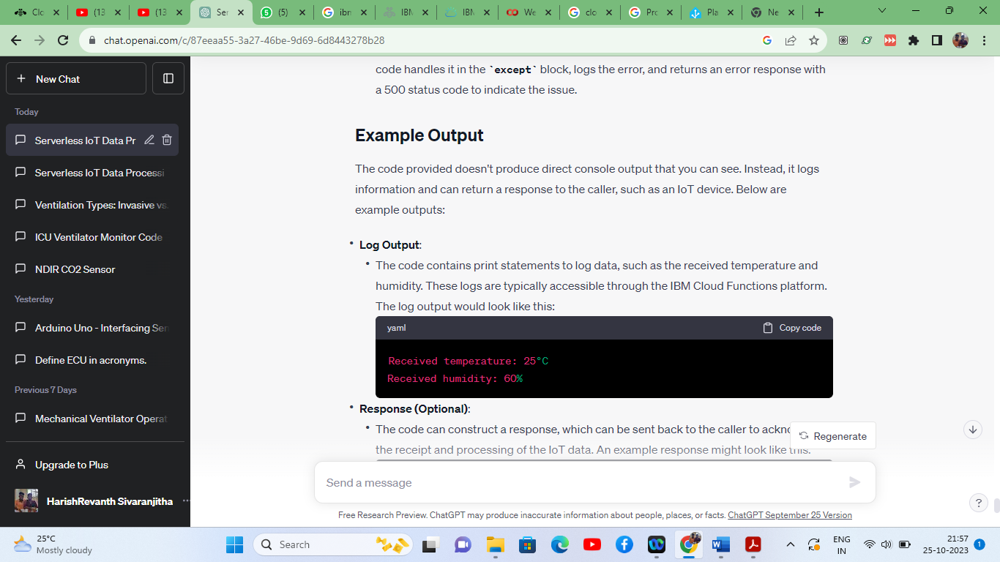 Clo
(13
(13
Ser
(5)
ibn
IBM
IBM
We
clo
Pro
Pla
Ne
chat.openai.com/c/87eeaa55-3a27-46be-9d69-6d8443278b28
New Chat
Today
Serverless IoT Data Pr
Serverless IoT Data Processi
Ventilation Types: Invasive vs.
ICU Ventilator Monitor Code
NDIR CO2 Sensor
Yesterday
Arduino Uno - Interfacing Sen
Define ECU in acronyms.
Previous 7 Days
Mechanical Ventilator Operat
Upgrade to Plus
HarishRevanth Sivaranjitha
code handles it in the `except` block, logs the error, and returns an error response with
a 500 status code to indicate the issue.
Example Output
The code provided doesn't produce direct console output that you can see. Instead, it logs
information and can return a response to the caller, such as an IoT device. Below are
example outputs:
• Log Output:
• The code contains print statements to log data, such as the received temperature and
humidity. These logs are typically accessible through the IBM Cloud Functions platform.
The log output would look like this:
yaml
Copy code
Received temperature: 25°C
Received humidity: 60%
• Response (Optional):
• The code can construct a response, which can be sent back to the caller to ackno
the receipt and processing of the IoT data. An example response might look like this:
Regenerate
Send a message
Free Research Preview. ChatGPT may produce inaccurate information about people, places, or facts. ChatGPT September 25 Version
?
25°C
Mostly cloudy
Search
ENG
IN
21:57
25-10-2023
1